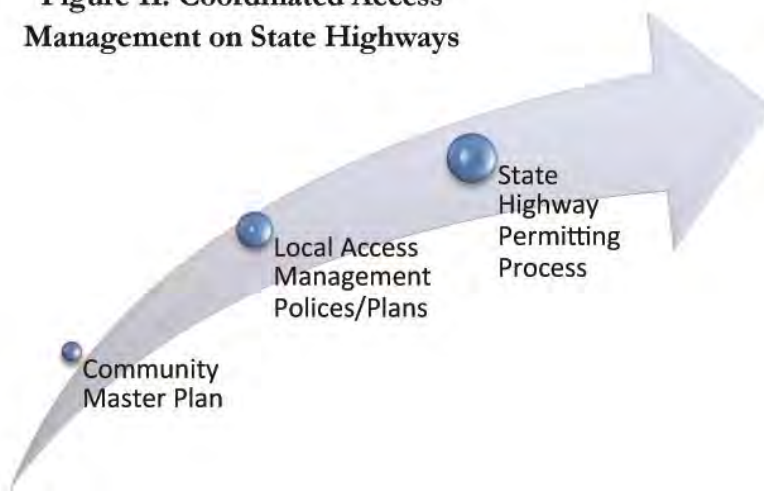 Figure Coordinated Access
Management on State Highways
State
Highway
Permitting
Process
Local Access
Management
Polices/Plans
Community
Master Plan